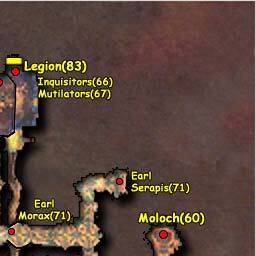 Legion(83)
Inquisitors(66)
Mutilators(67)
Earl
Serapis(71)
Earl
Morax(71)
Moloch(60)